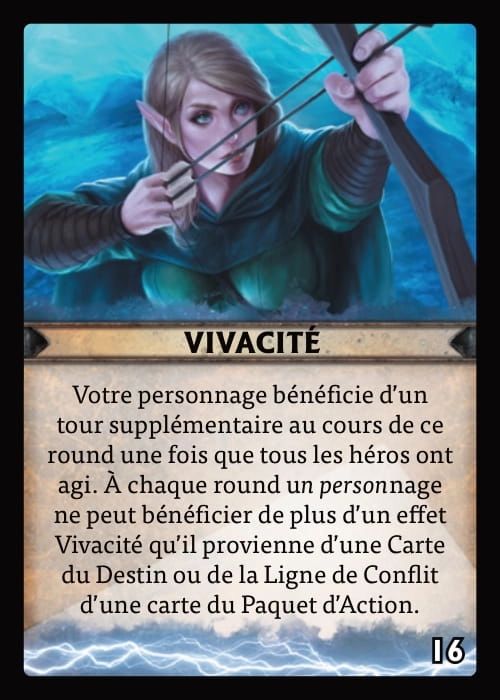 VIVACITÉ
Votre personnage bénéficie d'un
tour supplémentaire au cours de ce
round une fois que tous les héros ont
agi. À chaque round un personnage
ne peut bénéficier de plus d'un effet
Vivacité qu'il provienne d'une Carte
du Destin ou de la Ligne de Conflit
d'une carte du Paquet d'Action.
16